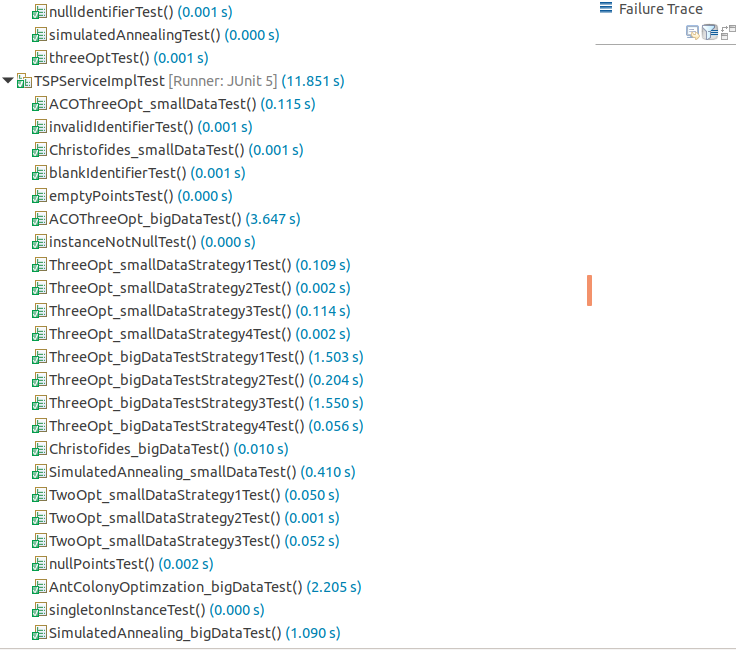 nullIdentifierTest() (0.001 s)
Failure Trace
simulatedAnnealingTest() (0.000 s)
threeOptTest() (0.001 s)
TSPServiceImplTest [Runner: JUnit 5] (11.851 s)
ACOThreeOpt_smallDataTest() (0.115 s)
invalidIdentifierTest() (0.001 s)
Christofides_smallDataTest() (0.001 s)
blankIdentifierTest() (0.001 s)
emptyPointsTest() (0.000 s)
ACOThreeOpt_bigDataTest() (3.647 s)
instanceNotNullTest() (0.000 s)
ThreeOpt_smallDataStrategy1Test() (0.109 s)
ThreeOpt_smallDataStrategy2Test() (0.002 s)
ThreeOpt_smallDataStrategy3Test() (0.114 s)
ThreeOpt_smallDataStrategy4Test() (0.002 s)
ThreeOpt_bigDataTestStrategy1Test() (1.503 s)
ThreeOpt_bigDataTestStrategy2Test() (0.204 s)
ThreeOpt_bigDataTestStrategy3Test() (1.550 s)
ThreeOpt_bigDataTestStrategy4Test() (0.056 s)
Christofides_bigDataTest() (0.010 s)
SimulatedAnnealing_smallDataTest() (0.410 s)
TwoOpt_smallDataStrategy1Test() (0.050 s)
TwoOpt_smallDataStrategy2Test() (0.001 s)
TwoOpt_smallDataStrategy3Test() (0.052 s)
nullPointsTest() (0.002 s)
AntColonyOptimzation_bigDataTest() (2.205 s)
singletonInstanceTest() (0.000 s)
SimulatedAnnealing_bigDataTest() (1.090 s)